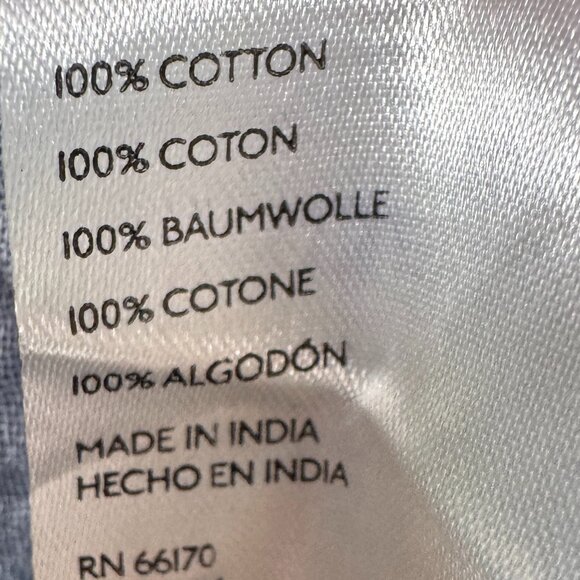 100% COTTON
100% COTON
100% BAUMWOLLE
100% COTONE
100% ALGODÓN
MADE IN INDIA
HECHO EN INDIA
RN 66170